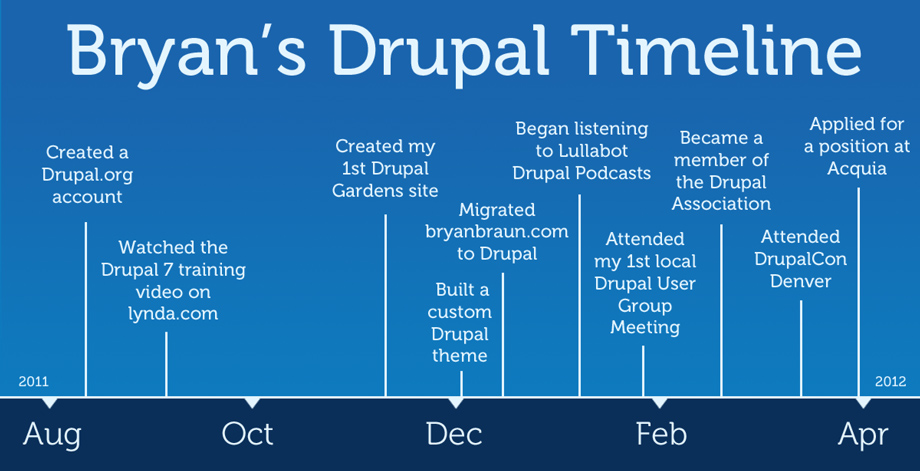 Bryan's Drupal Timeline
Created a
Drupal.org
account
Watched the
Drupal 7 training
video on
lynda.com
Created my
1st Drupal
Gardens site
Built a
custom
Drupal
theme
Migrated
bryanbraun.com
to Drupal
Began listening
to Lullabot
Drupal Podcasts
Attended
my 1st local
Drupal User
Group
Meeting
Became a
member of
the Drupal
Association
Attended
DrupalCon
Denver
Applied for
a position at
Acquia
2011
2012
Aug
Oct
Dec
Feb
Apr